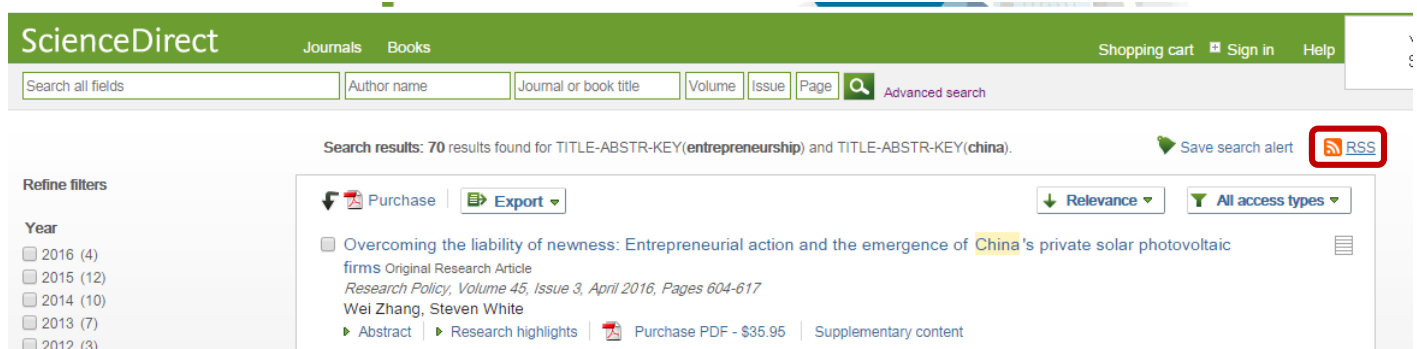 ScienceDirect Journals Books Shopping cart Sign in Help
Search all fields Author name Journal or book title Volume Issue Page Advanced search
Search results: 70 results found for TITLE-ABSTR-KEY(entrepreneurship) and TITLE-ABSTR-KEY(china). Save search alert RSS
Refine filters
Purchase Export Relevance All access types
Year
2016 (4)
2015 (12)
2014 (10)
2013 (7)
2012 (3)
Overcoming the liability of newness: Entrepreneurial action and the emergence of China's private solar photovoltaic
firms Original Research Article
Research Policy, Volume 45, Issue 3, April 2016, Pages 604-617
Wei Zhang, Steven White
Abstract Research highlights Purchase PDF - $35.95 Supplementary content